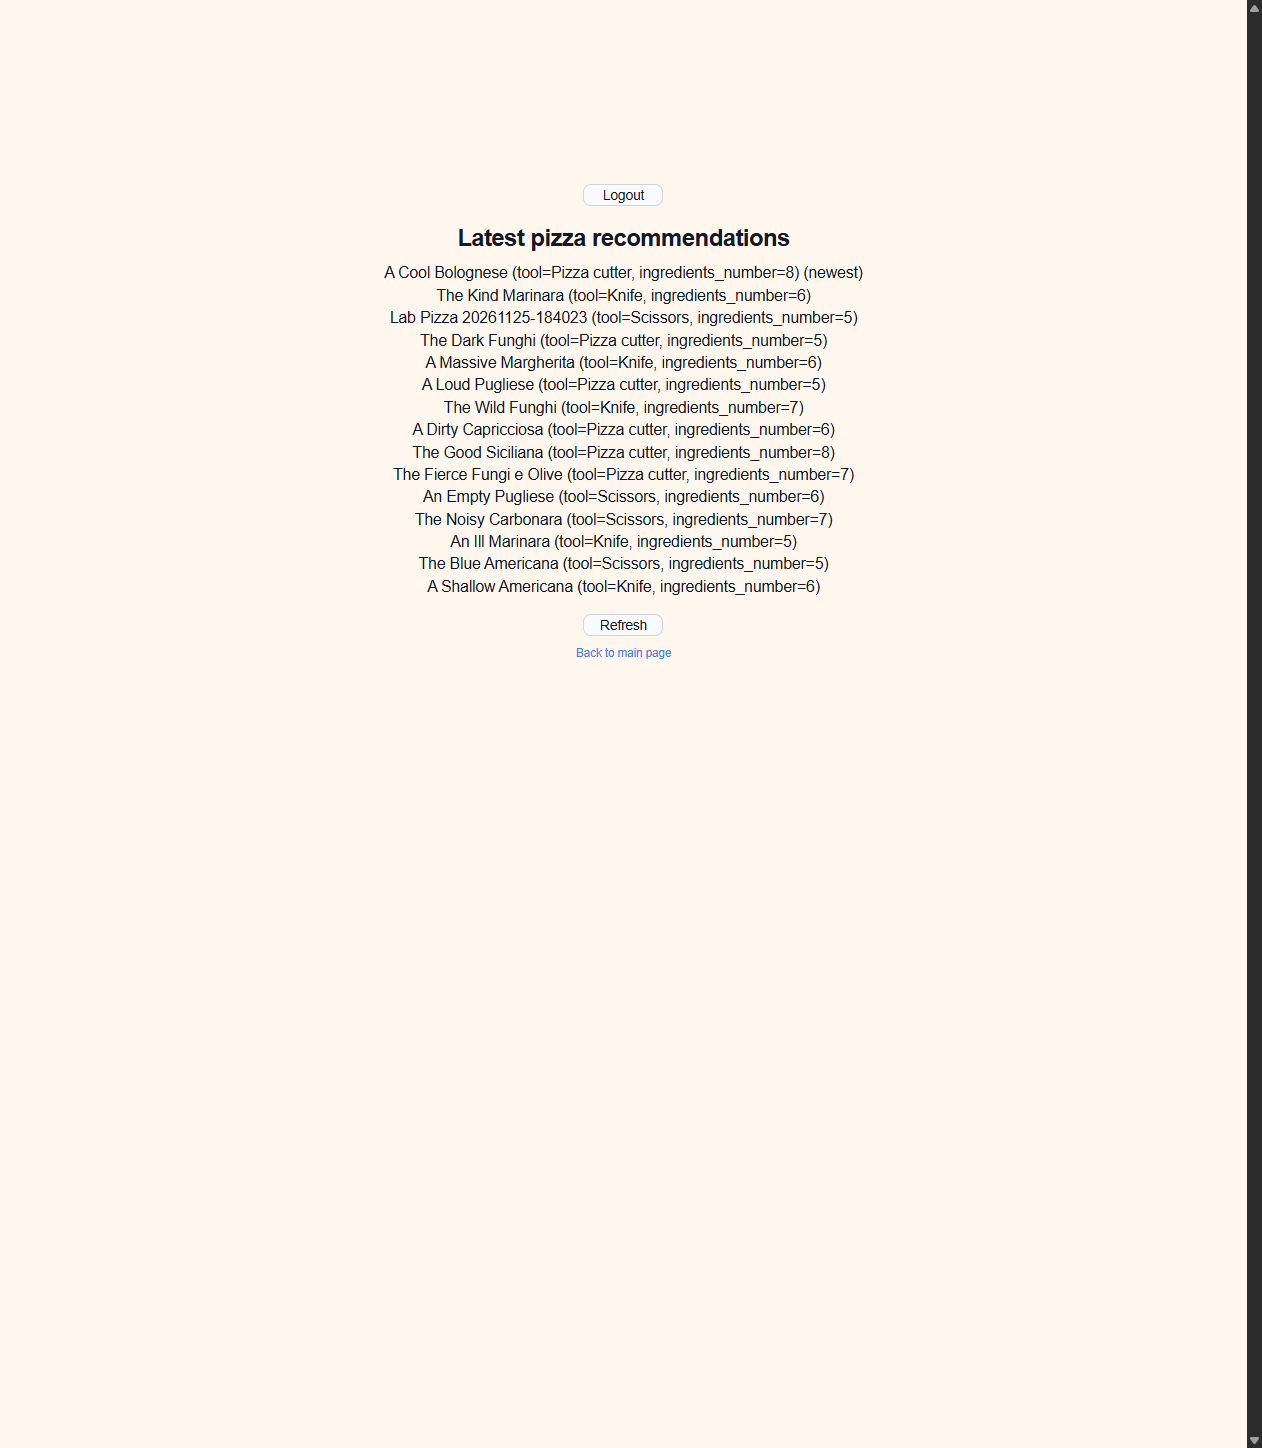 Logout
Latest pizza recommendations
A Cool Bolognese (tool=Pizza cutter, ingredients_number=8) (newest)
The Kind Marinara (tool=Knife, ingredients_number=6)
Lab Pizza 20261125-184023 (tool=Scissors, ingredients_number=5)
The Dark Funghi (tool=Pizza cutter, ingredients_number=5)
A Massive Margherita (tool=Knife, ingredients_number=6)
A Loud Pugliese (tool=Pizza cutter, ingredients_number=5)
The Wild Funghi (tool=Knife, ingredients_number=7)
A Dirty Capricciosa (tool=Pizza cutter, ingredients_number=6)
The Good Siciliana (tool=Pizza cutter, ingredients_number=8)
The Fierce Fungi e Olive (tool=Pizza cutter, ingredients_number=7)
An Empty Pugliese (tool=Scissors, ingredients_number=6)
The Noisy Carbonara (tool=Scissors, ingredients_number=7)
An Ill Marinara (tool=Knife, ingredients_number=5)
The Blue Americana (tool=Scissors, ingredients_number=5)
A Shallow Americana (tool=Knife, ingredients_number=6)
Refresh
Back to main page